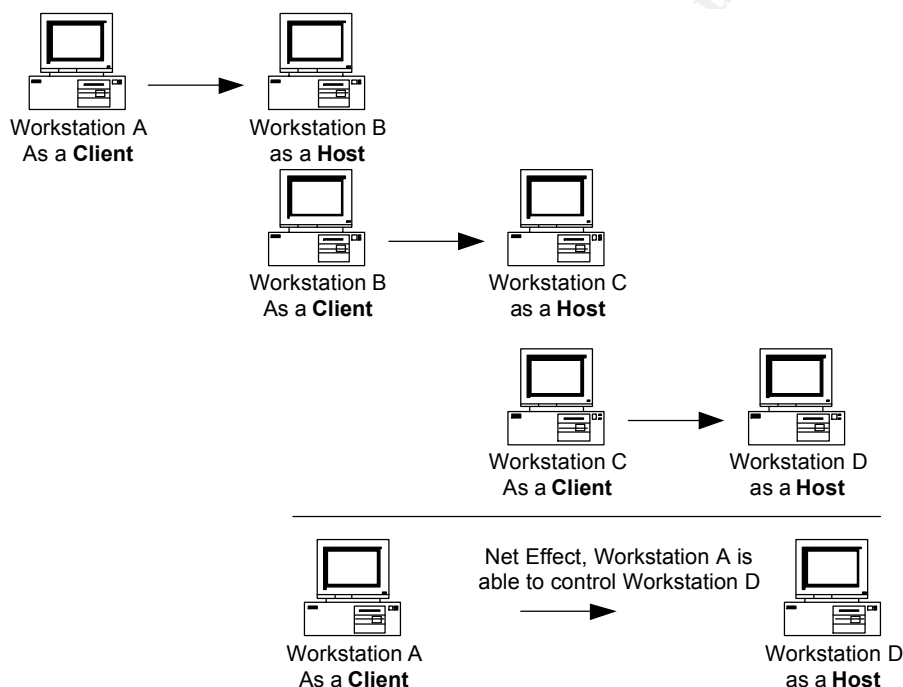 Workstation A
As a Client
Workstation B
as a Host
Workstation B
As a Client
Workstation C
as a Host
Workstation C
As a Client
Workstation D
as a Host
Net Effect, Workstation A is
able to control Workstation D
Workstation A
As a Client
Workstation D
as a Host